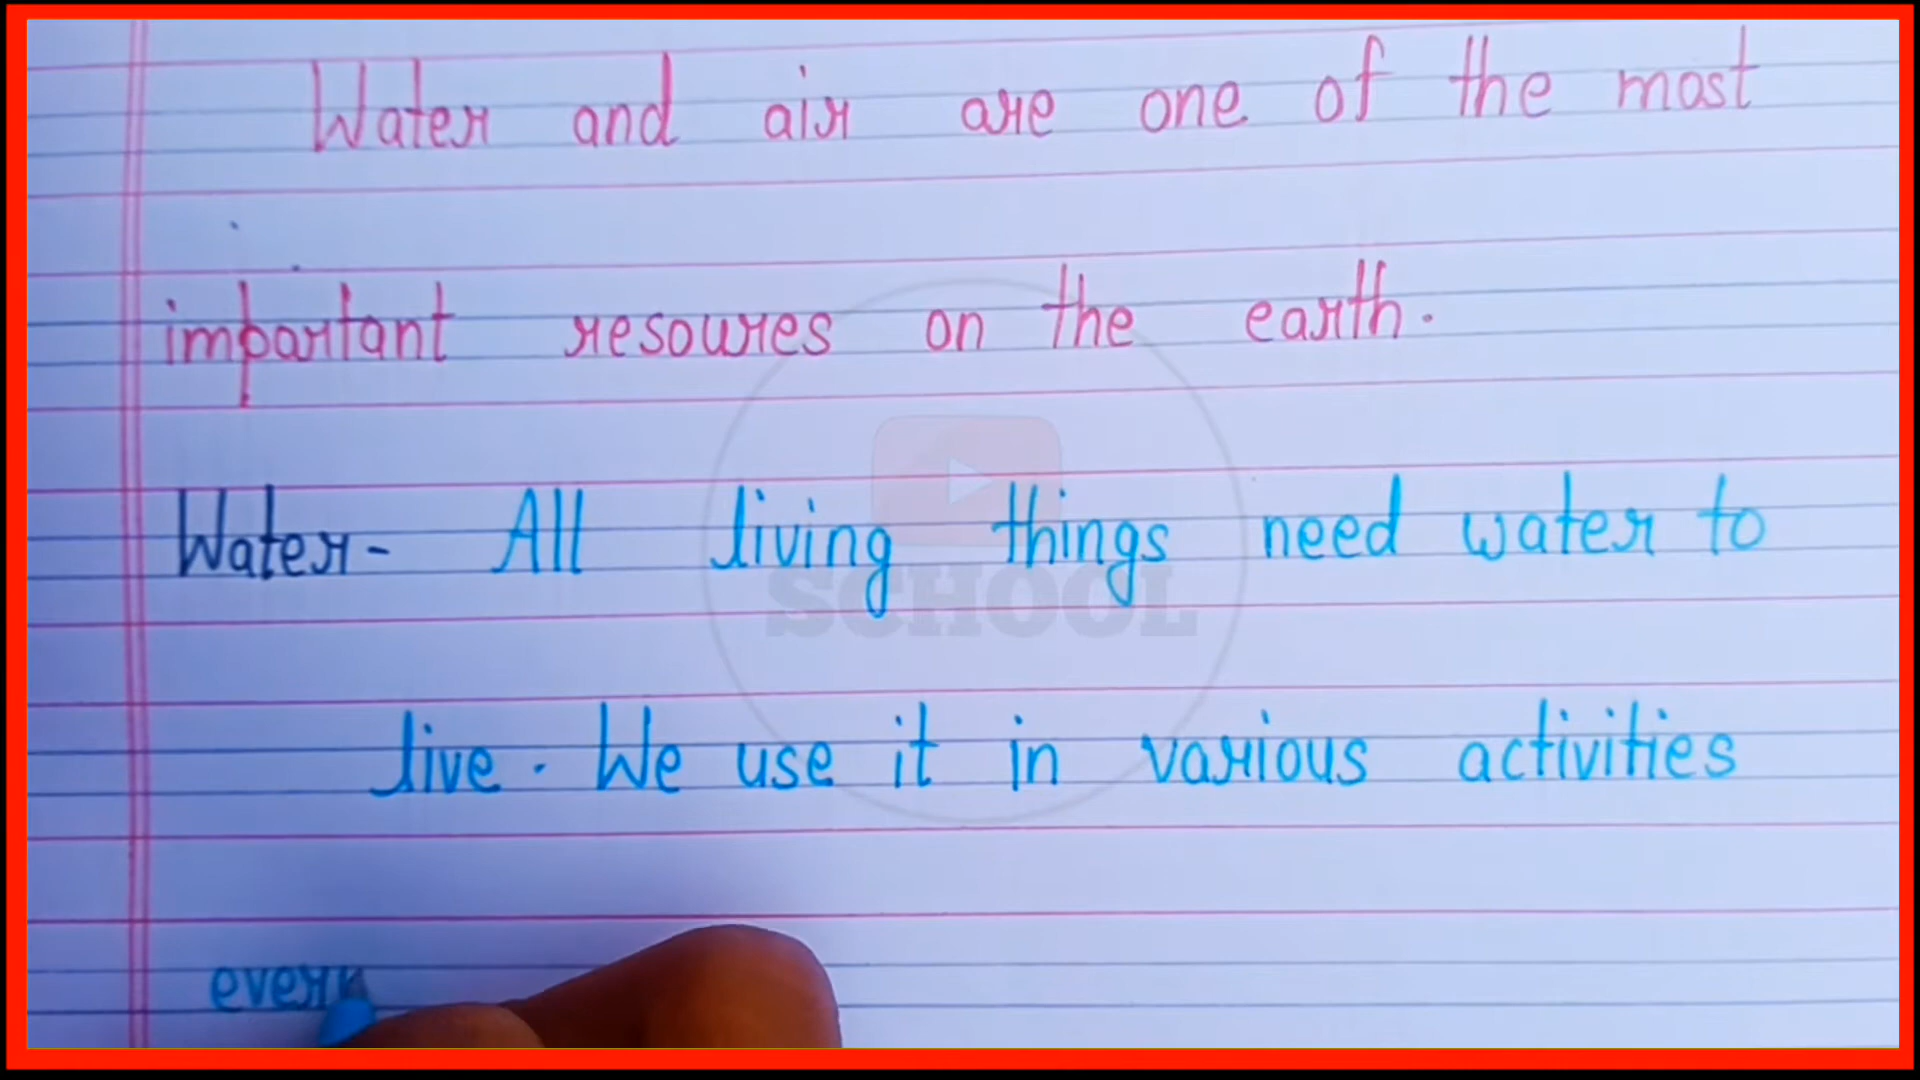 Water and air are one of the most
important resoures on the earth.
Water- All living things need water to
SCHOOL
live. We use it in various activities